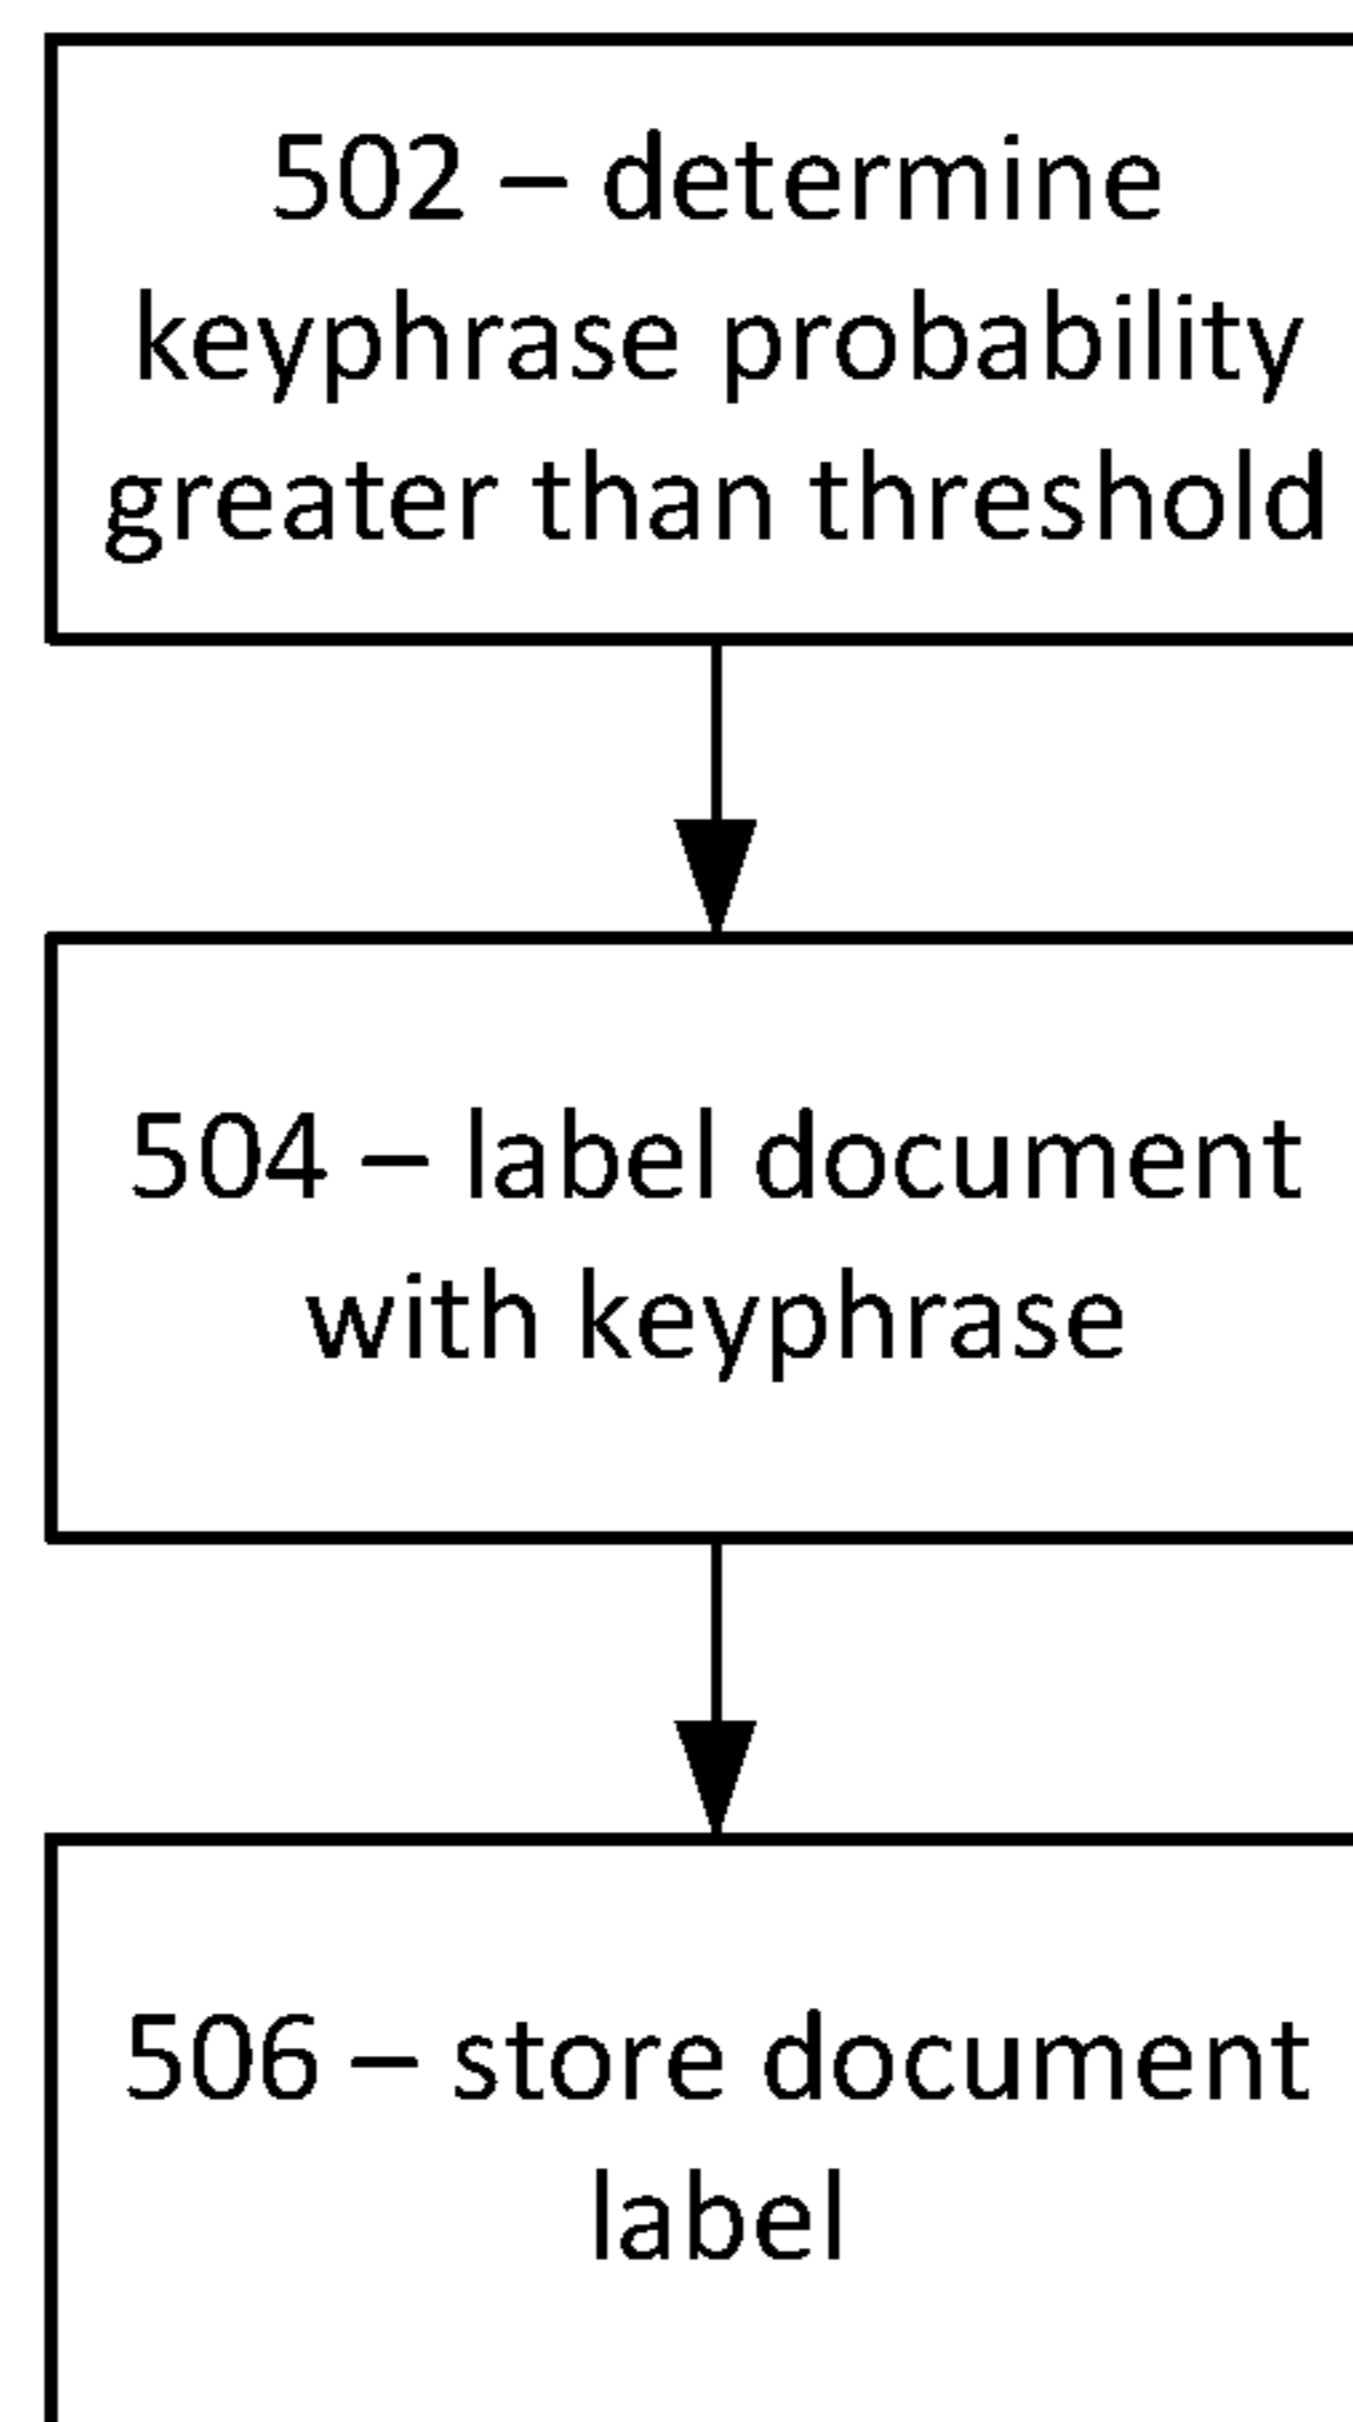 502 – determine
keyphrase probability
greater than threshold
504 – label document
with keyphrase
506 – store document
label